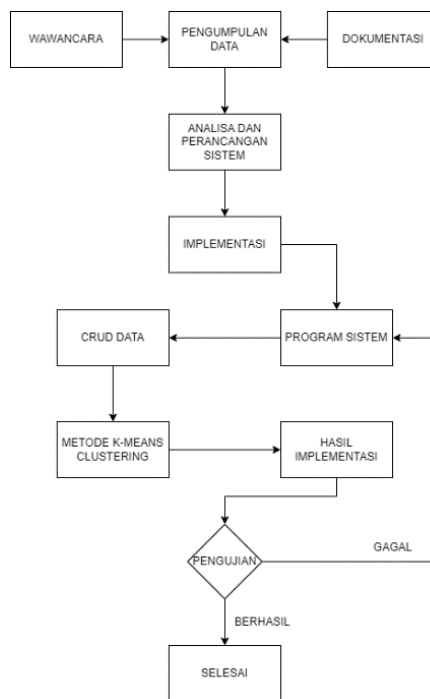 WAWANCARA
PENGUMPULAN
DATA
DOKUMENTASI
ANALISA DAN
PERANCANGAN
SISTEM
IMPLEMENTASI
CRUD DATA
PROGRAM SISTEM
METODE K-MEANS
CLUSTERING
HASIL
IMPLEMENTASI
PENGUJIAN
GAGAL
BERHASIL
SELESAI